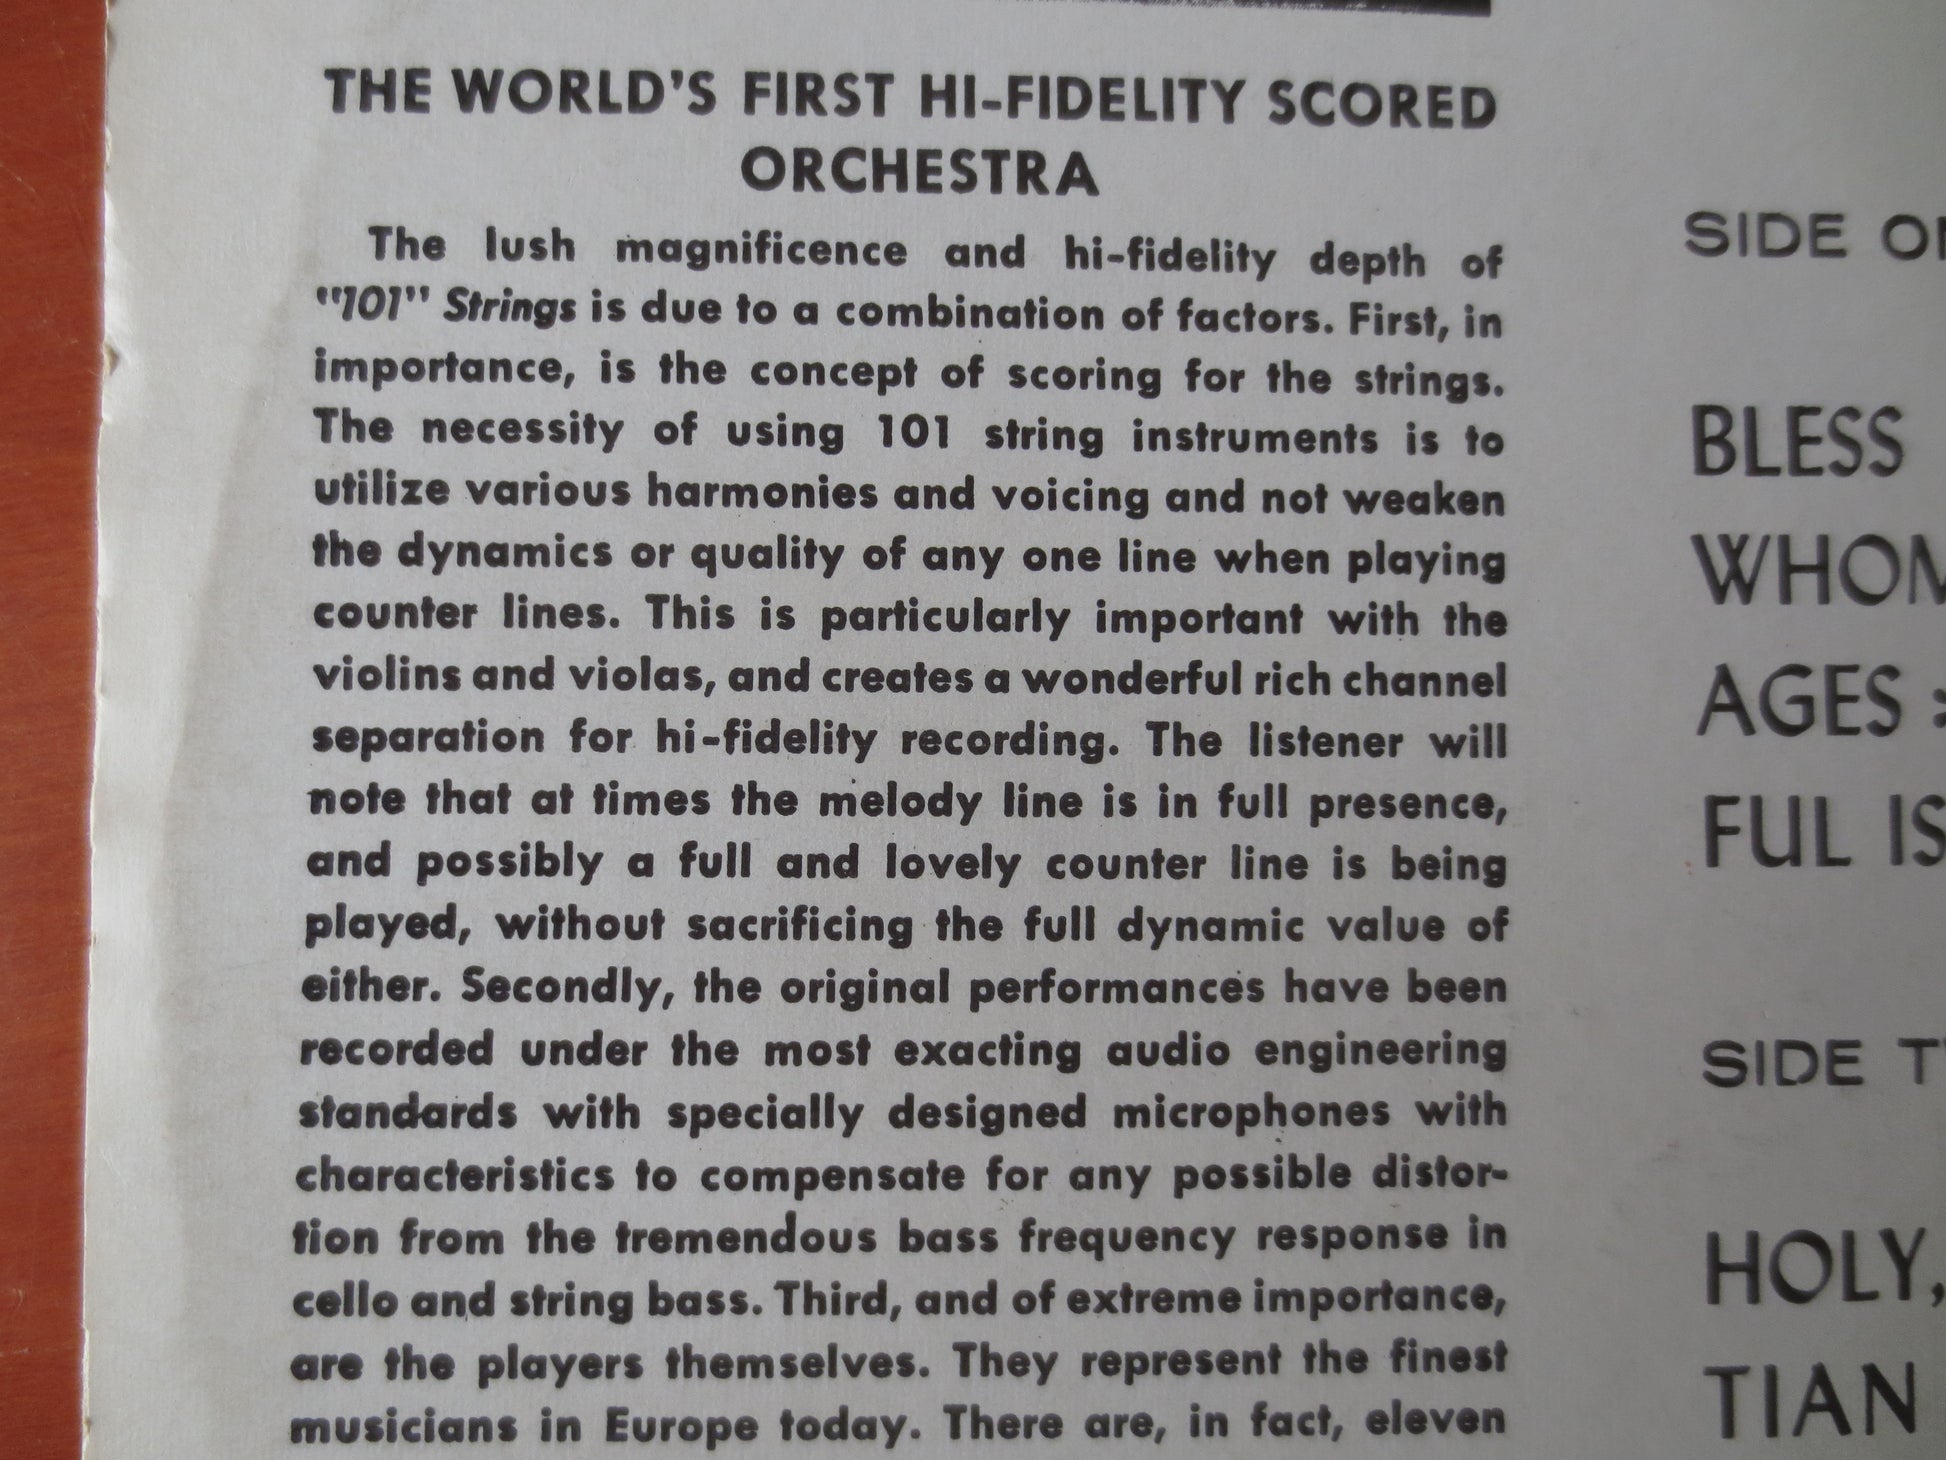 THE WORLD'S FIRST HI-FIDELITY SCORED
ORCHESTRA
The lush magnificence and hi-fidelity depth of
"101" Strings is due to a combination of factors. First, in
importance, is the concept of scoring for the strings.
The necessity of using 101 string instruments is to
utilize various harmonies and voicing and not weaken
the dynamics or quality of any one line when playing
counter lines. This is particularly important with the
violins and violas, and creates a wonderful rich channel
separation for hi-fidelity recording. The listener will
note that at times the melody line is in full presence,
and possibly a full and lovely counter line is being
played, without sacrificing the full dynamic value of
either. Secondly, the original performances have been
recorded under the most exacting audio engineering
standards with specially designed microphones with
characteristics to compensate for any possible distor-
tion from the tremendous bass frequency response in
cello and string bass. Third, and of extreme importance,
are the players themselves. They represent the finest
musicians in Europe today. There are, in fact, eleven
SIDE
BLESS
WHOM
AGES
FUL IS
SIDE
HOLY,
TIAN